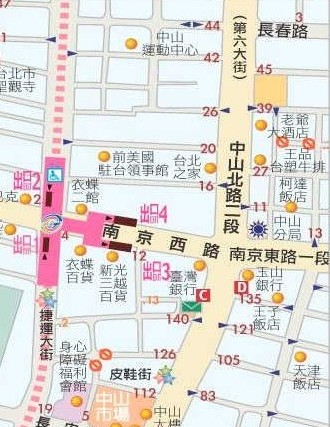 (第六大街)
長春路
44
中山
運動中心
台北市
聖觀寺
45
26
39
老爺
大酒店
前美國
駐台領事館
台北
之家
中山北路二段
王品
台塑牛排
27
出口2
衣蝶
二館
16
柯達
飯店
2
11
出口4
中山
分局
13
4
南京西路
12
南京東路一段
出口1
衣蝶
百貨
新光
三越
百貨
出口3
臺灣
銀行
玉山
銀行
C
D
135
13
王子
飯店
捷運大街
140
121
2
身心
障礙
福利
會館
126
105
3
皮鞋街
天津
飯店
83
112
中山
市場
19
5